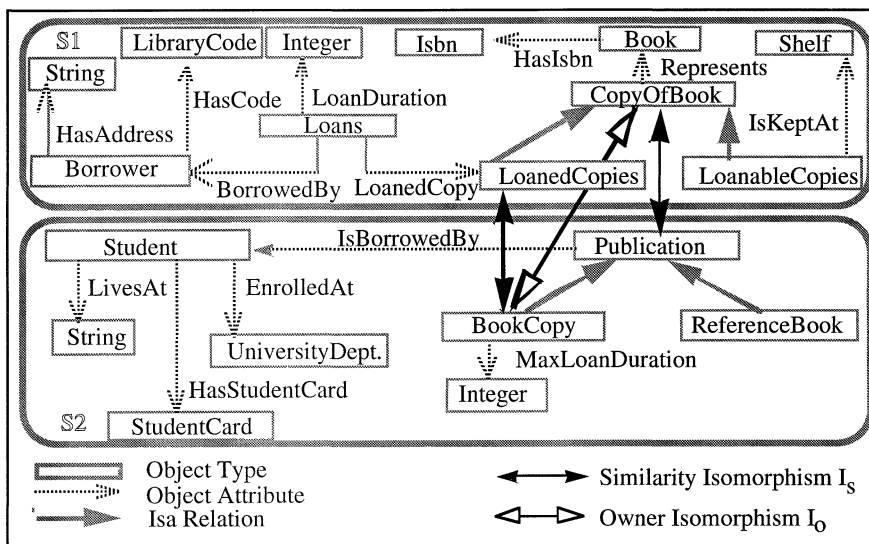 S1
LibraryCode
Integer
Isbn
Book
Shelf
String
HasIsbn
Represents
HasCode
LoanDuration
CopyOfBook
HasAddress
Loans
IsKeptAt
Borrower
BorrowedBy
LoanedCopy
LoanedCopies
LoanableCopies
Student
IsBorrowedBy
Publication
LivesAt
EnrolledAt
String
UniversityDept.
BookCopy
ReferenceBook
MaxLoanDuration
HasStudentCard
Integer
S2
StudentCard
Object Type
Object Attribute
Isa Relation
Similarity Isomorphism IS
Owner Isomorphism IO